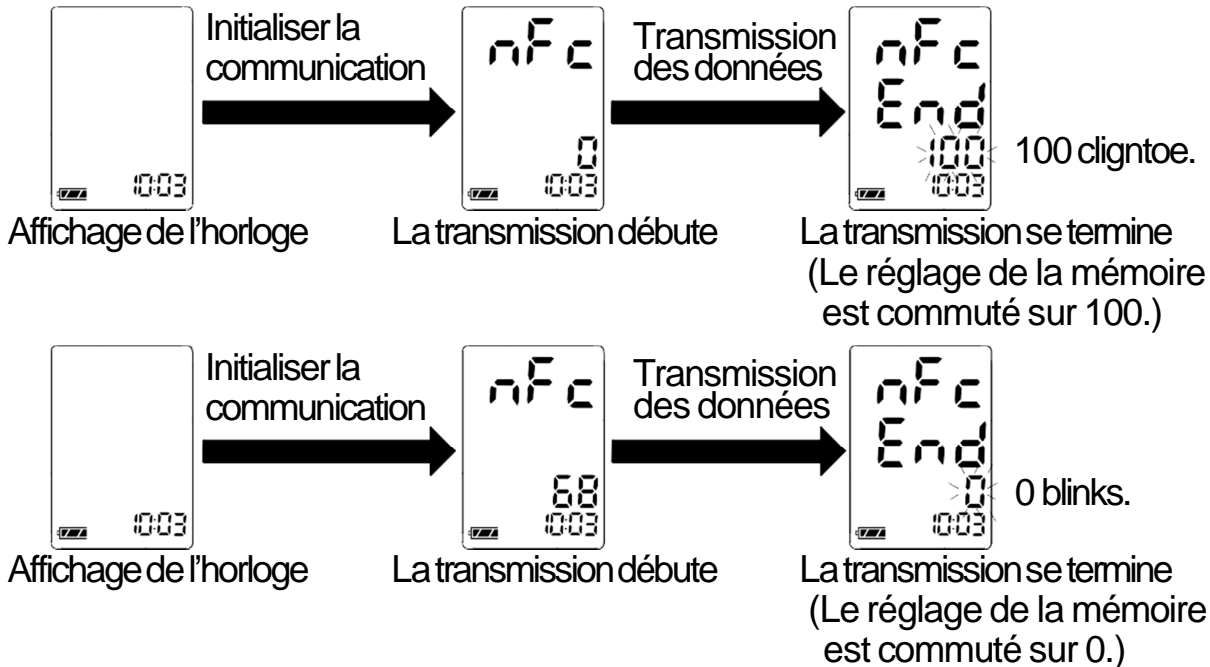 Initialiser la
communication
Transmission
des données
nFc
0
10:03
nFc
End
100
10:03
10:03
100 cligntoe.
Affichage de l'horloge
La transmission débute
La transmission se termine
(Le réglage de la mémoire
est commuté sur 100.)
Initialiser la
communication
Transmission
des données
nFc
68
10:03
nFc
End
0
10:03
10:03
0 blinks.
Affichage de l'horloge
La transmission débute
La transmission se termine
(Le réglage de la mémoire
est commuté sur 0.)